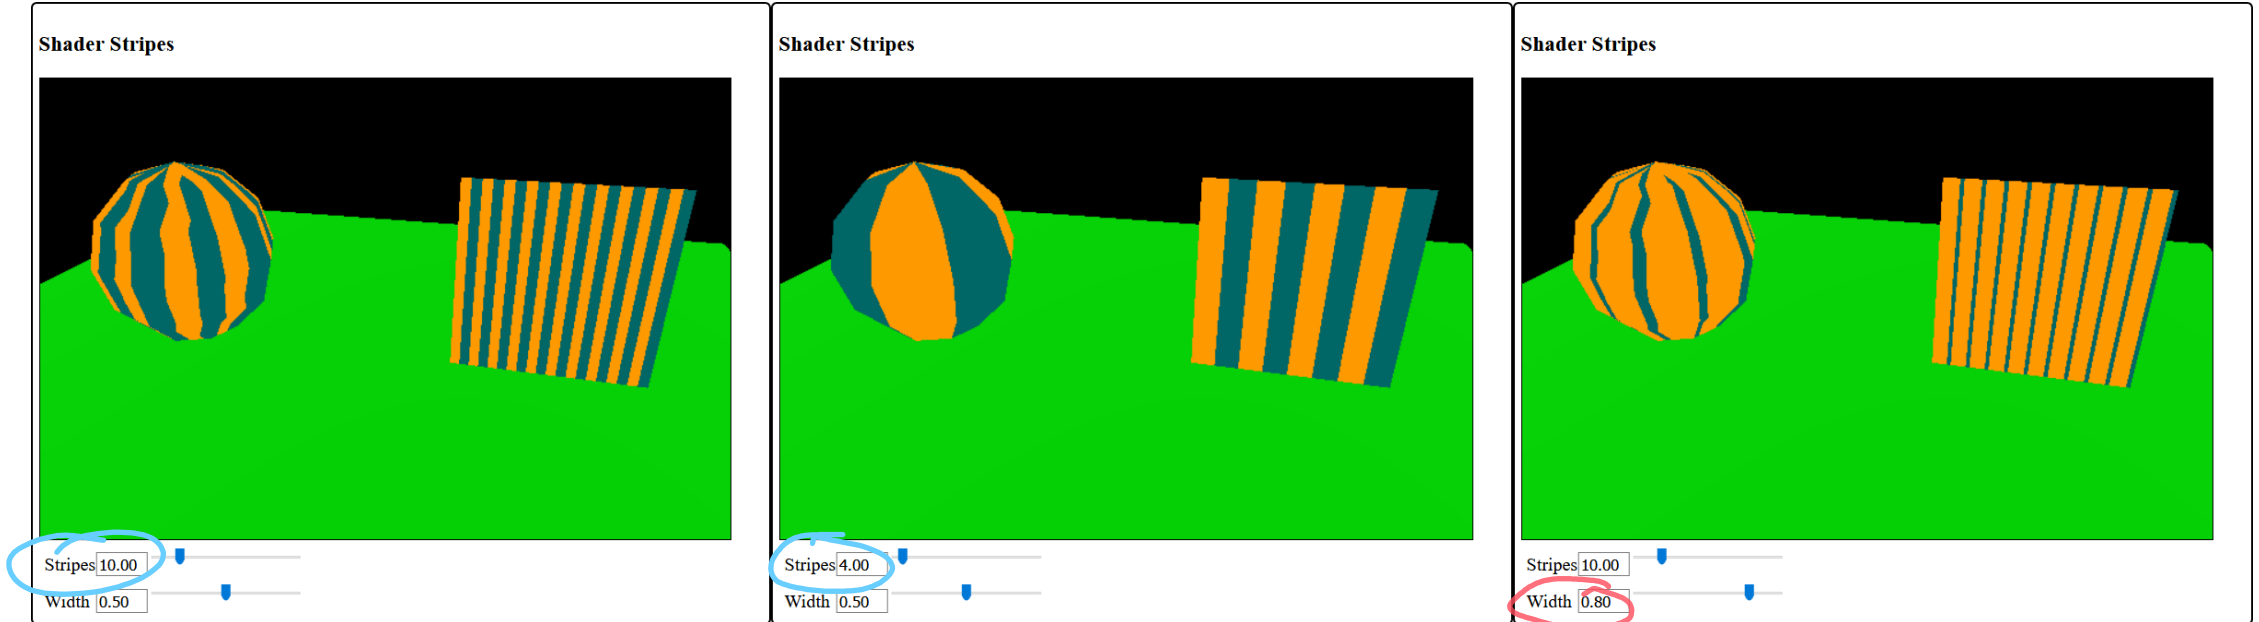 Shader Stripes
Stripes 10.00
Width 0.50
Shader Stripes
Stripes 4.00
Width 0.50
Shader Stripes
Stripes 10.00
Width 0.80